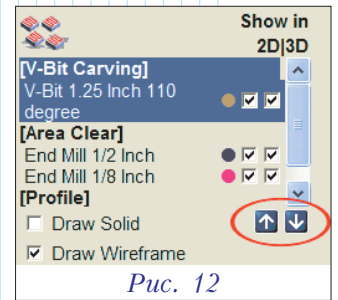 Show in
2D|3D
[V-Bit Carving]
V-Bit 1.25 Inch 110
degree
[Area Clear]
End Mill 1/2 Inch
End Mill 1/8 Inch
[Profile]
Draw Solid
Draw Wireframe
Рис. 12